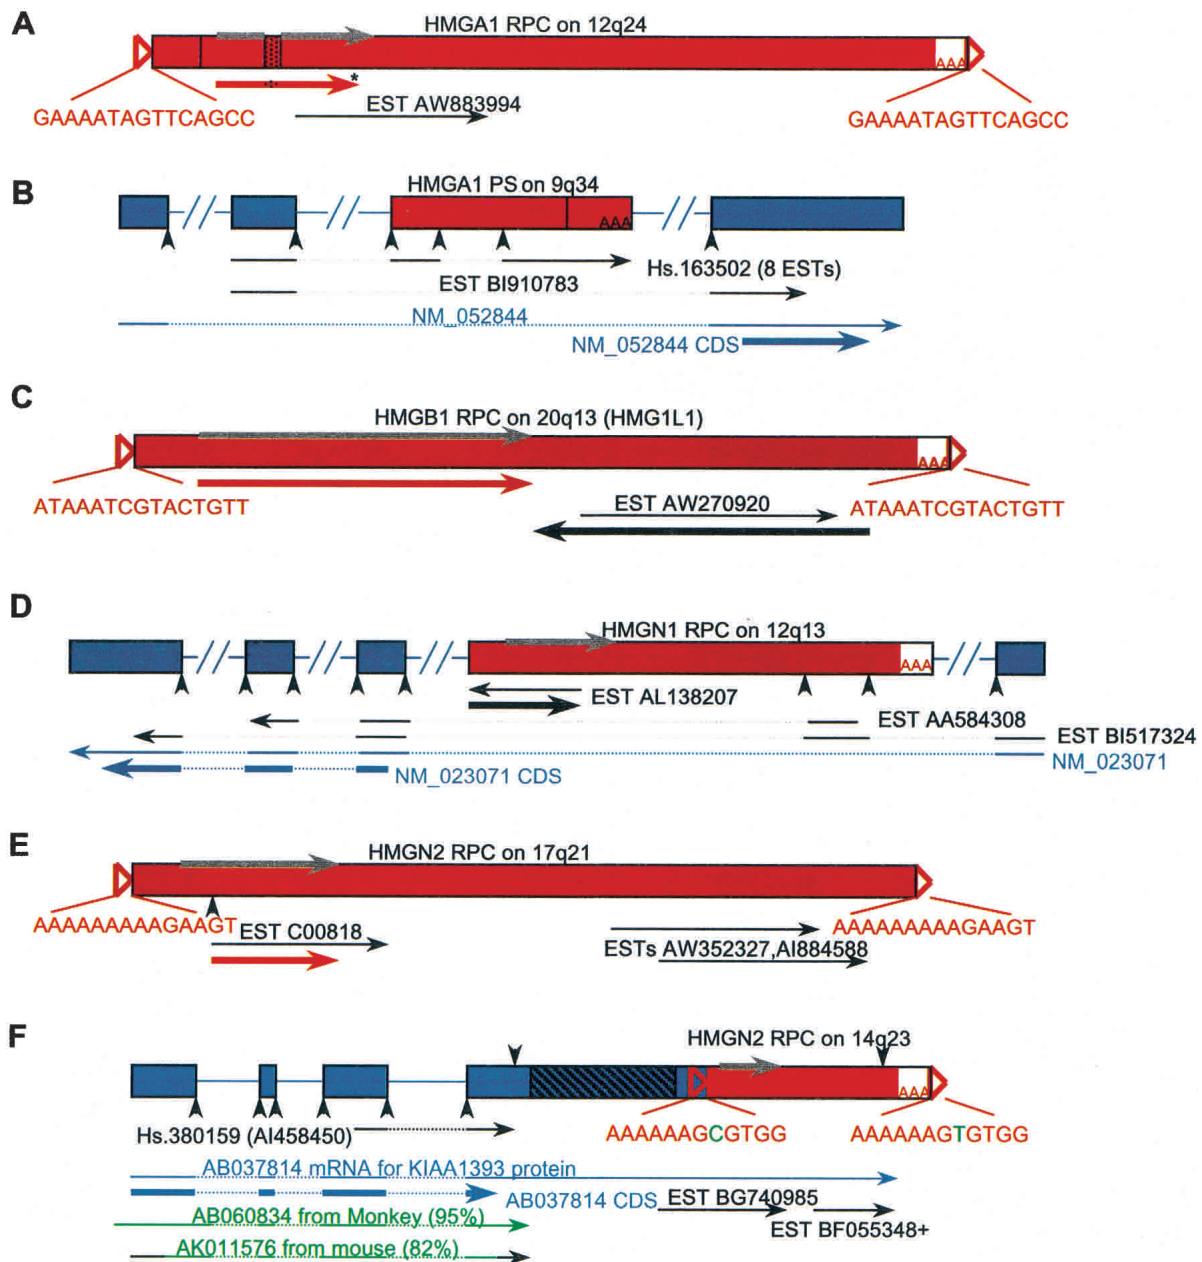 A
HMGA1 RPC on 12q24
AAA
*
GAAAATAGTTCAGCC
EST AW883994
GAAAATAGTTCAGCC
B
HMGA1 PS on 9q34
AAA
Hs.163502 (8 ESTs)
EST BI910783
NM_052844
NM_052844 CDS
C
HMGB1 RPC on 20q13 (HMG1L1)
AAA
ATAAATCGTACTGTT
EST AW270920
ATAAATCGTACTGTT
D
HMGN1 RPC on 12q13
AAA
EST AL138207
EST AA584308
EST BI517324
NM_023071
NM_023071 CDS
E
HMGN2 RPC on 17q21
AAAAAAAAAGAAGT
EST C00818
ESTs AW352327,AI884588
AAAAAAAAAGAAGT
F
HMGN2 RPC on 14q23
AAA
Hs.380159 (AI458450)
AAAAAAGCGTGG
AAAAAAGTGTGG
AB037814 mRNA for KIAA1393 protein
AB037814 CDS
EST BG740985
EST BF055348+
AB060834 from Monkey (95%)
AK011576 from mouse (82%)